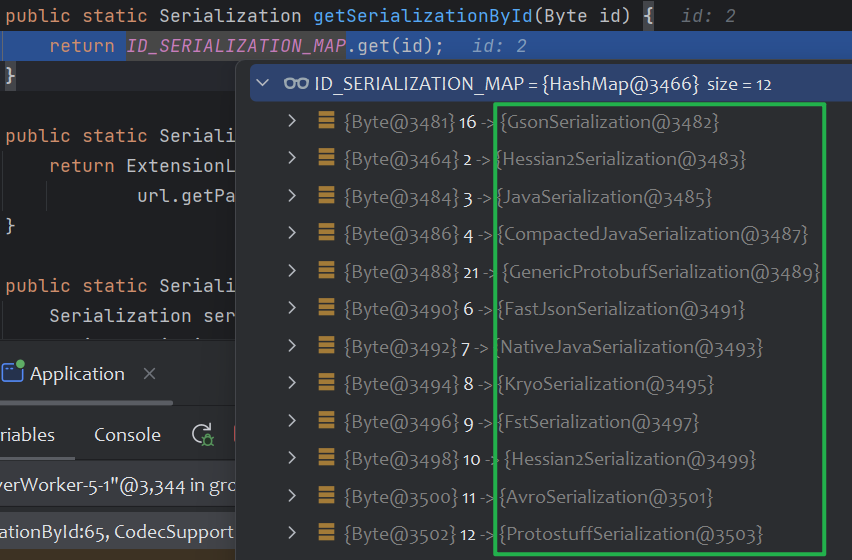 public static Serialization getSerializationById(Byte id) { id: 2
return ID_SERIALIZATION_MAP.get(id); id: 2
}
ID_SERIALIZATION_MAP = {HashMap@3466} size = 12
{Byte@3481} 16 -> {GsonSerialization@3482}
public static Seriali
{Byte@3464} 2 -> {Hessian2Serialization@3483}
return ExtensionL
{Byte@3484} 3 -> {JavaSerialization@3485}
url.getPa
}
{Byte@3486} 4 -> {CompactedJavaSerialization@3487}
{Byte@3488} 21 -> {GenericProtobufSerialization@3489}
public static Seriali
{Byte@3490} 6 -> {FastJsonSerialization@3491}
Serialization ser
{Byte@3492} 7 -> {NativeJavaSerialization@3493}
Application
{Byte@3494} 8 -> {KryoSerialization@3495}
{Byte@3496} 9 -> {FstSerialization@3497}
riables Console
{Byte@3498} 10 -> {Hessian2Serialization@3499}
erWorker-5-1"@3,344 in gro
{Byte@3500} 11 -> {AvroSerialization@3501}
ationById:65, CodecSupport
{Byte@3502} 12 -> {ProtostuffSerialization@3503}